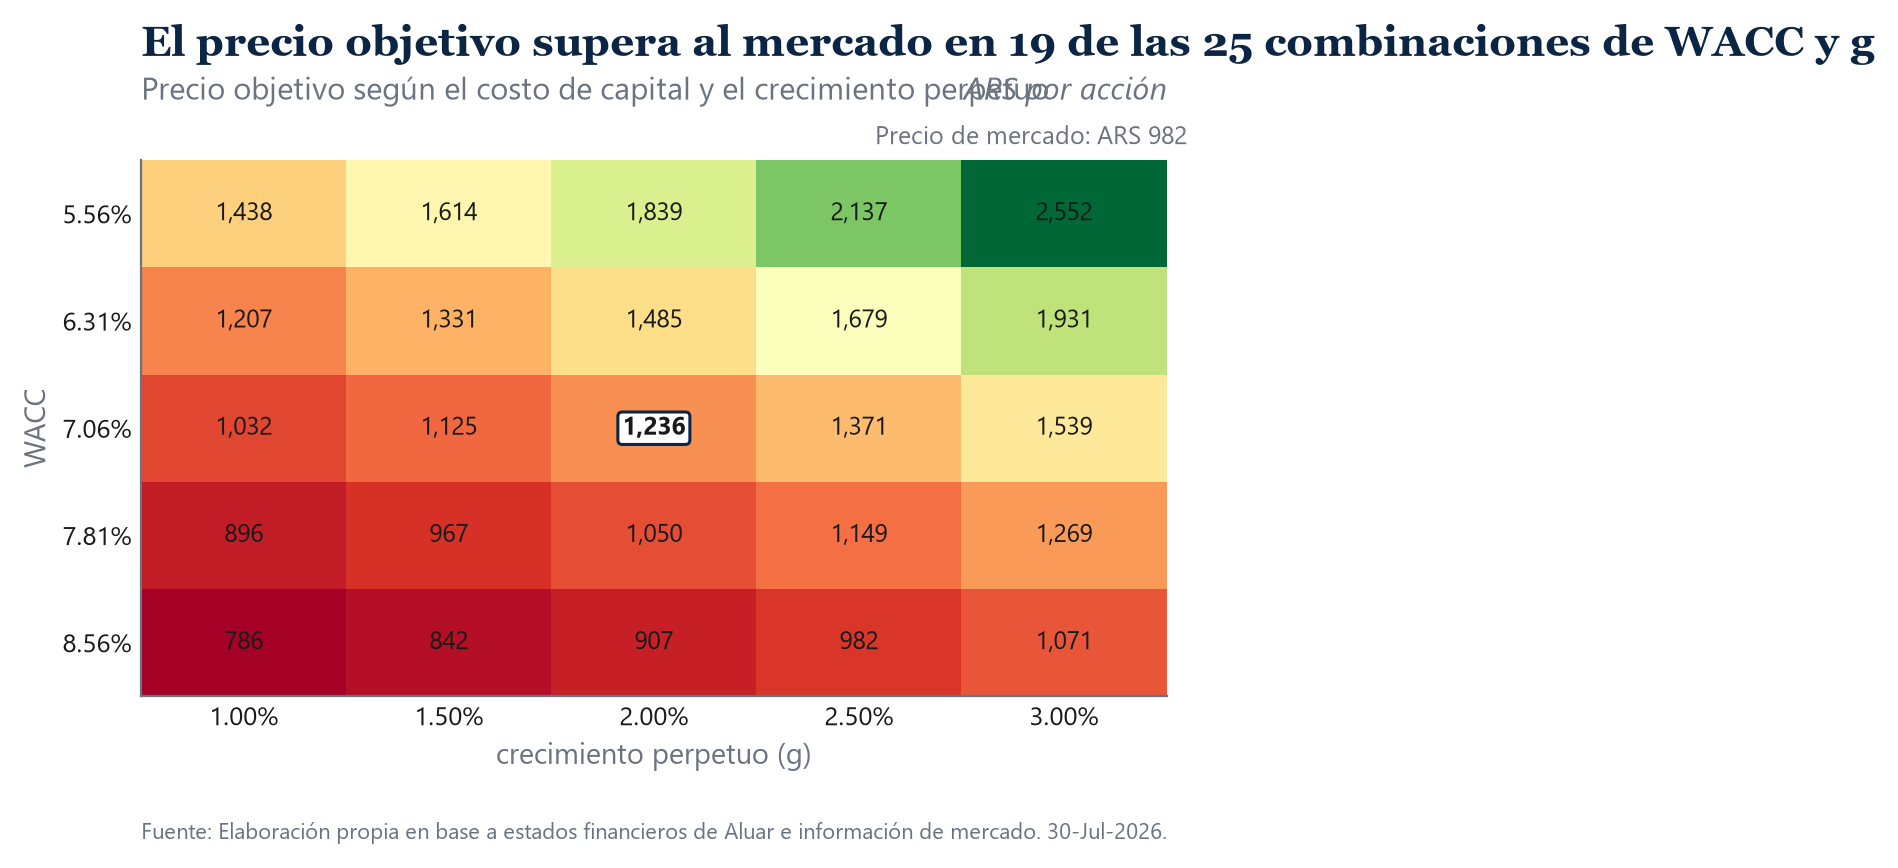 El precio objetivo supera al mercado en 19 de las 25 combinaciones de WACC y g
Precio objetivo según el costo de capital y el crecimiento perpetuo
ARS por acción
Precio de mercado: ARS 982
5.56% 1,438 1,614 1,839 2,137 2,552
6.31% 1,207 1,331 1,485 1,679 1,931
WACC
7.06% 1,032 1,125 1,236 1,371 1,539
7.81% 896 967 1,050 1,149 1,269
8.56% 786 842 907 982 1,071
1.00% 1.50% 2.00% 2.50% 3.00%
crecimiento perpetuo (g)
Fuente: Elaboración propia en base a estados financieros de Aluar e información de mercado. 30-Jul-2026.